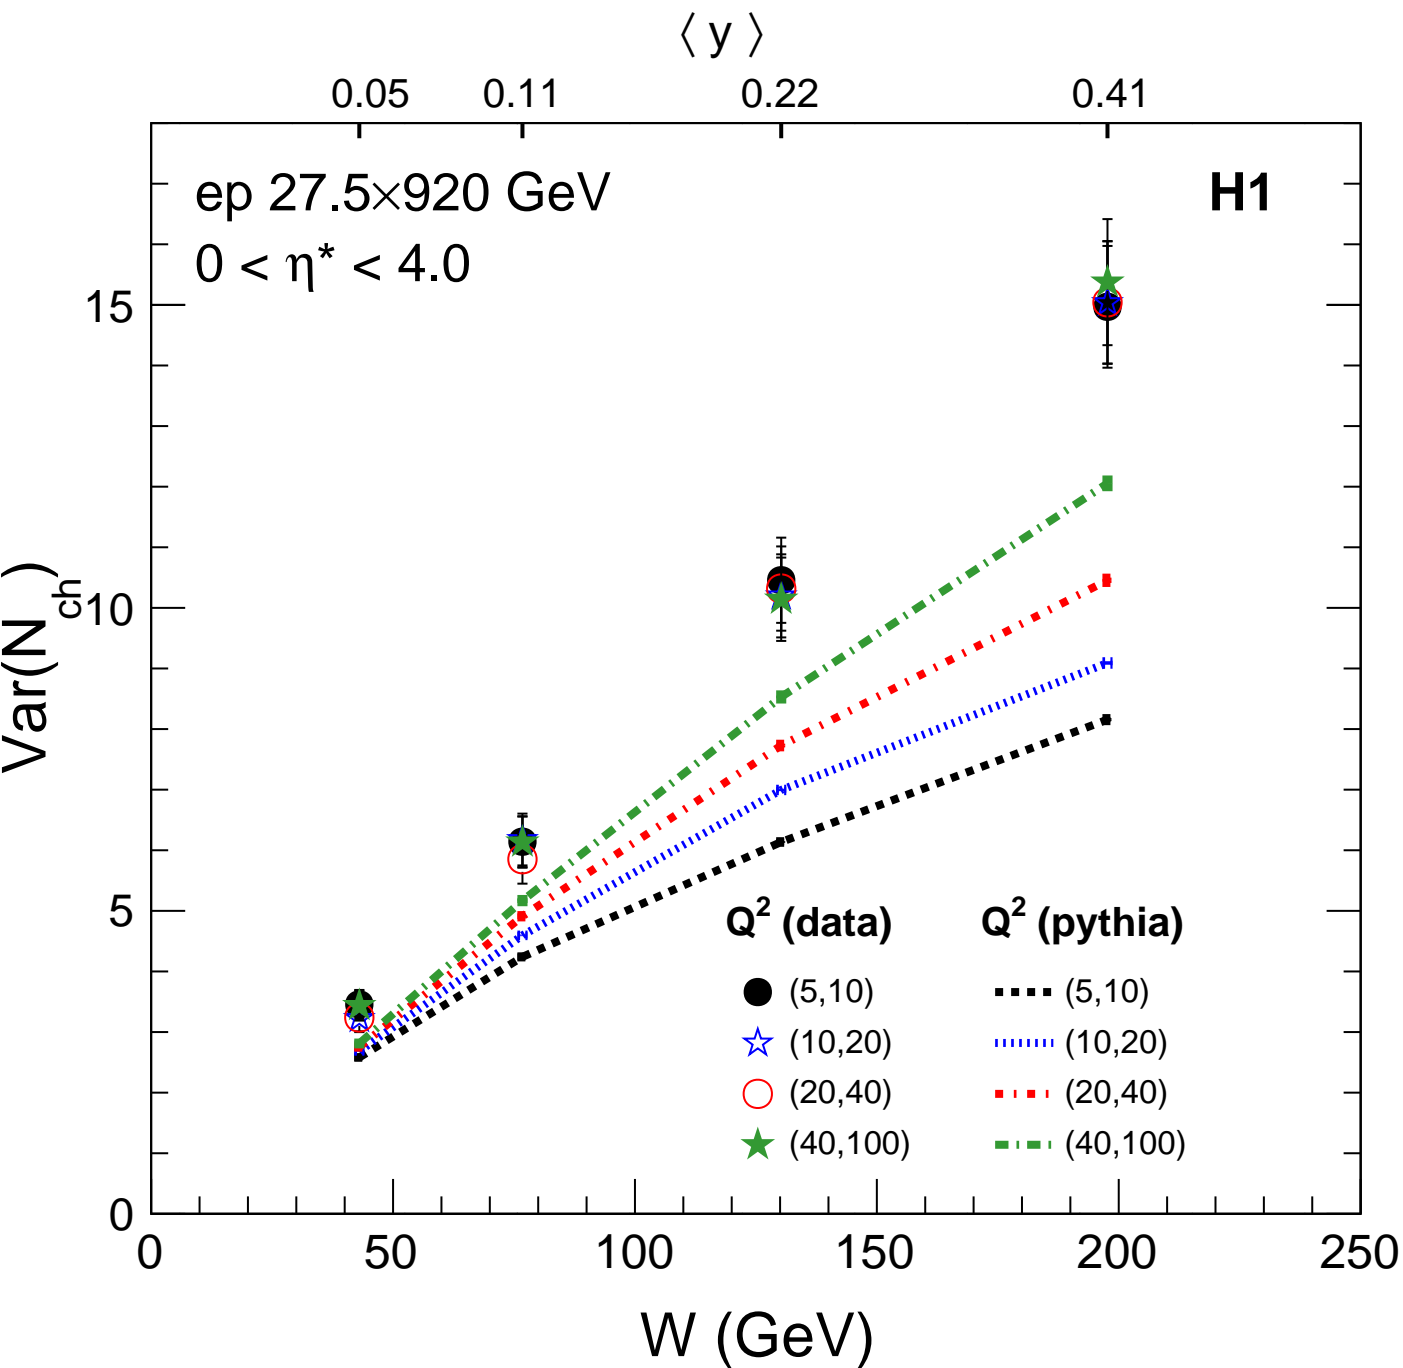 ⟨ y ⟩
0.05 0.11 0.22 0.41
ep 27.5×920 GeV
H1
0 < η* < 4.0
15
10
5
0
Var(N_ch)
Q² (data) Q² (pythia)
(5,10) (5,10)
(10,20) (10,20)
(20,40) (20,40)
(40,100) (40,100)
0 50 100 150 200 250
W (GeV)